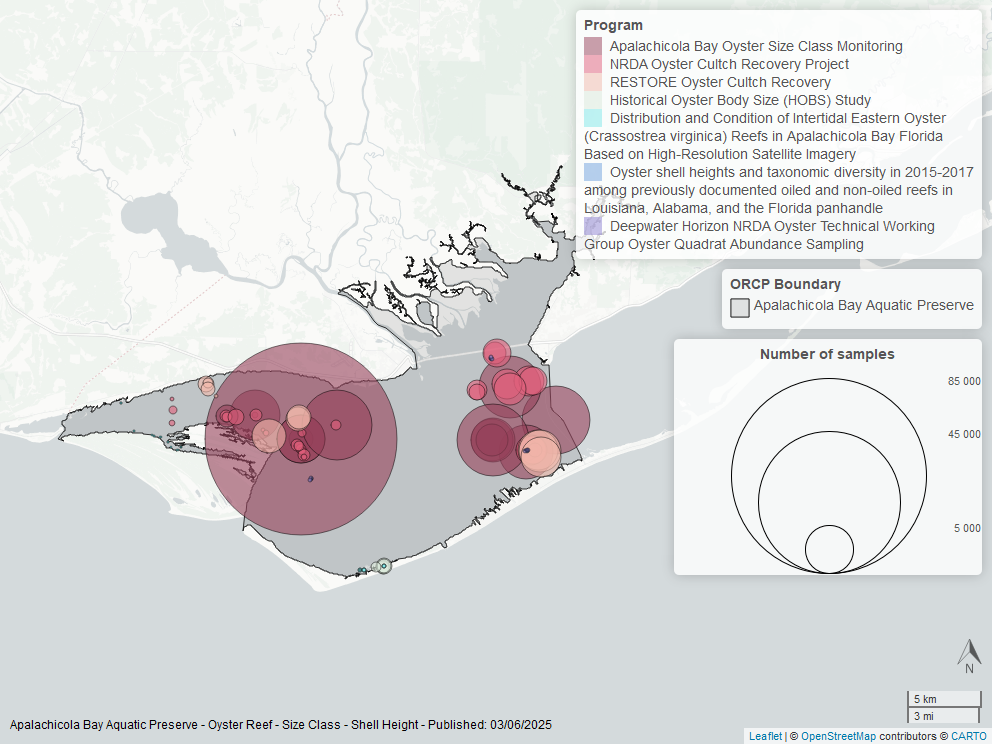 Program
Apalachicola Bay Oyster Size Class Monitoring
NRDA Oyster Cultch Recovery Project
RESTORE Oyster Cultch Recovery
Historical Oyster Body Size (HOBS) Study
Distribution and Condition of Intertidal Eastern Oyster
(Crassostrea virginica) Reefs in Apalachicola Bay Florida
Based on High-Resolution Satellite Imagery
Oyster shell heights and taxonomic diversity in 2015-2017
among previously documented oiled and non-oiled reefs in
Louisiana, Alabama, and the Florida panhandle
Deepwater Horizon NRDA Oyster Technical Working
Group Oyster Quadrat Abundance Sampling
ORCP Boundary
Apalachicola Bay Aquatic Preserve
Number of samples
85 000
45 000
5 000
N
5 km
3 mi
Apalachicola Bay Aquatic Preserve - Oyster Reef - Size Class - Shell Height - Published: 03/06/2025
Leaflet | © OpenStreetMap contributors © CARTO